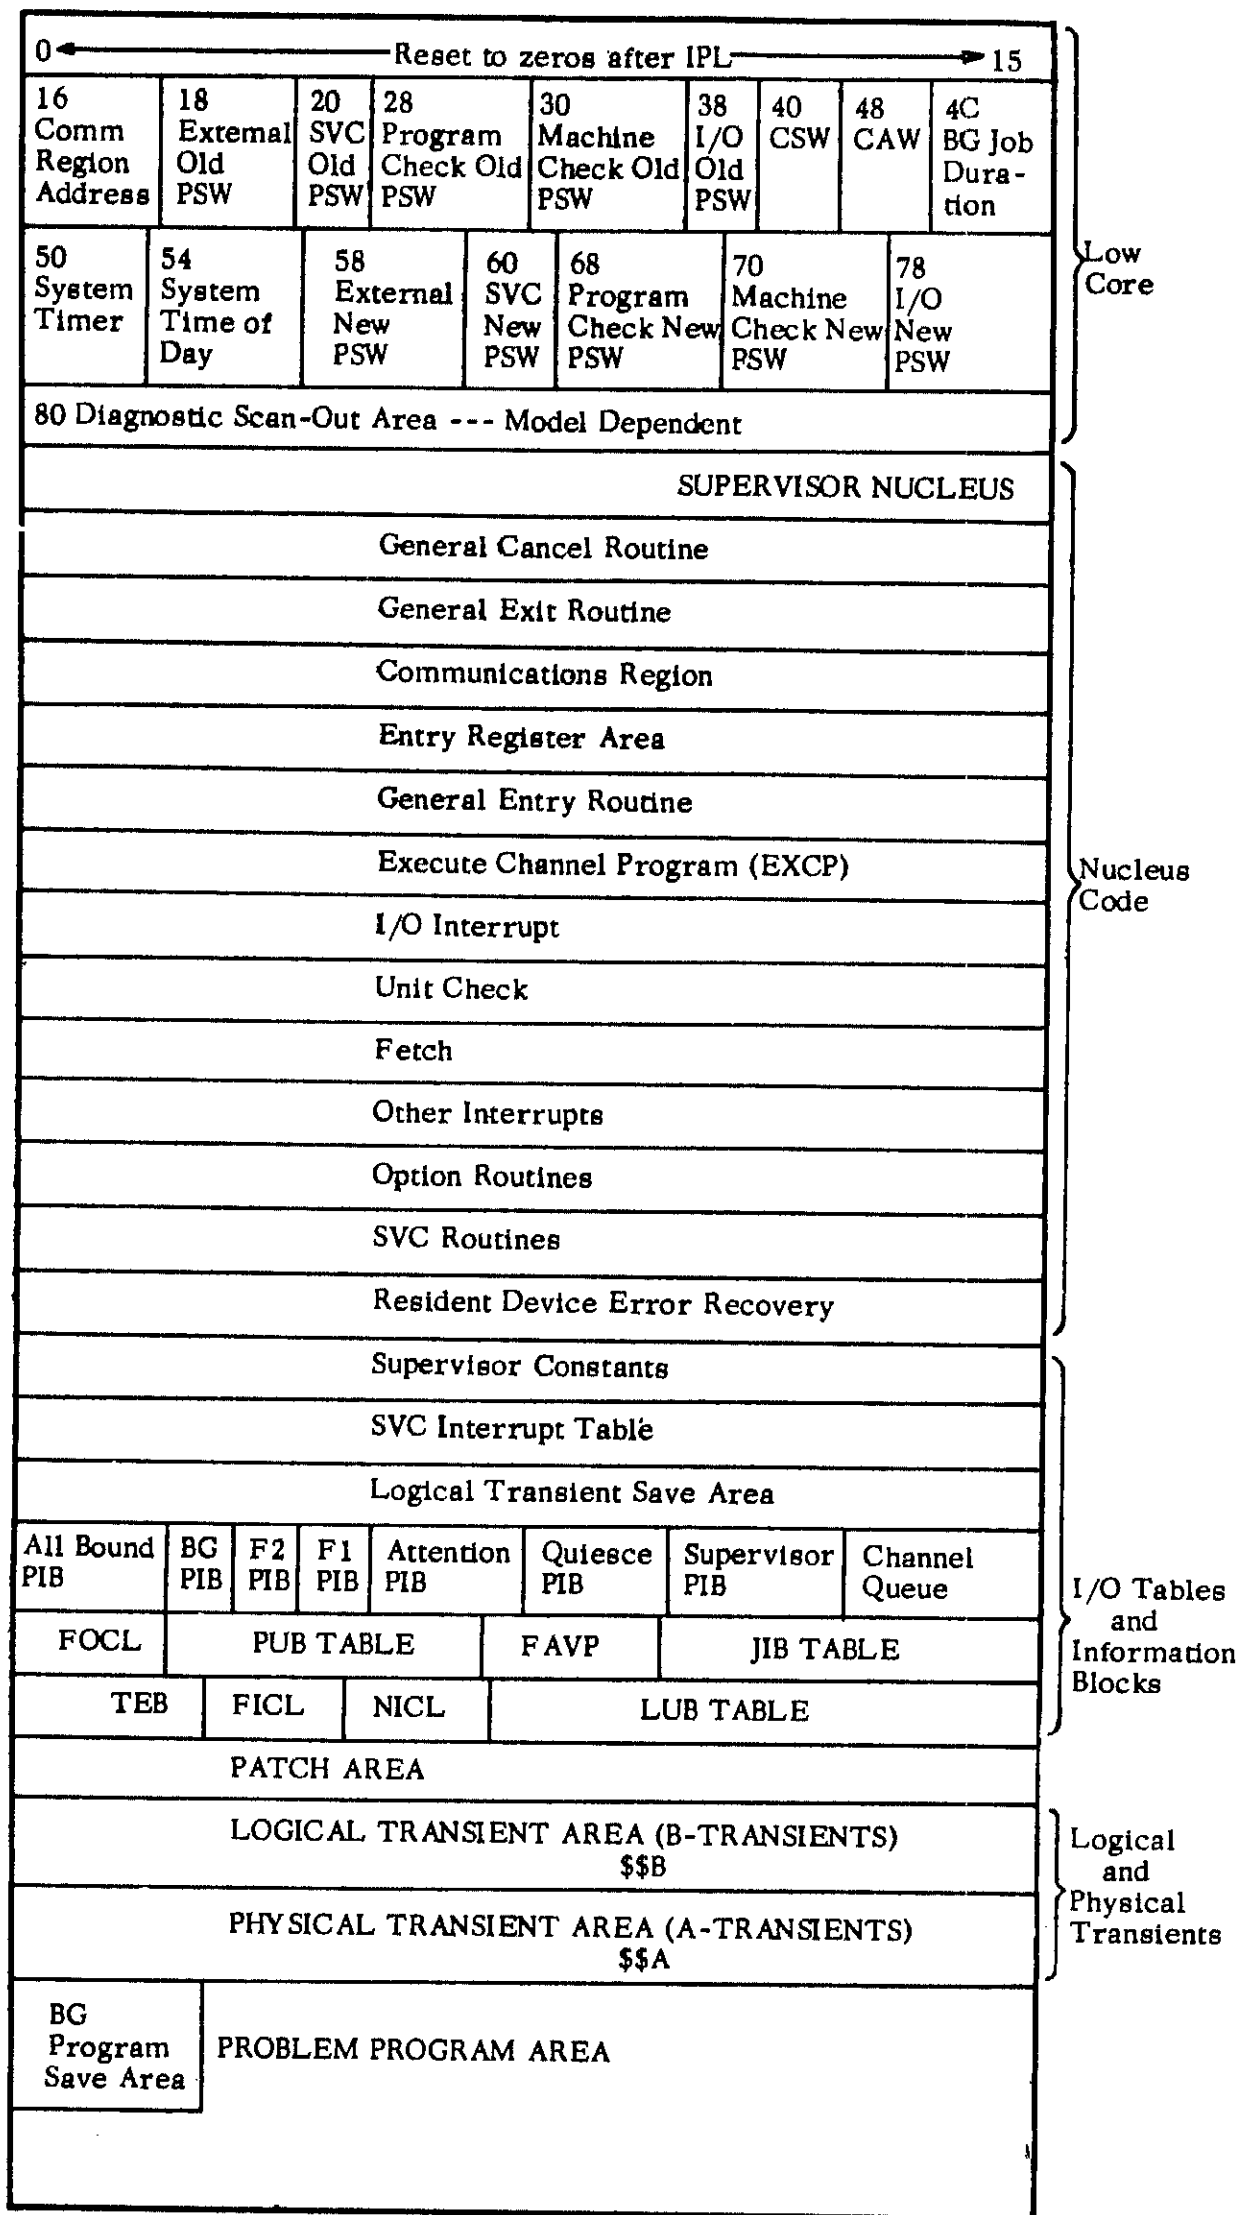 0 Reset to zeros after IPL 15
16 Comm Region Address
18 External Old PSW
20 SVC Old PSW
28 Program Check Old PSW
30 Machine Check Old PSW
38 I/O Old PSW
40 CSW
48 CAW
4C BG Job Dura-tion
50 System Timer
54 System Time of Day
58 External New PSW
60 SVC New PSW
68 Program Check New PSW
70 Machine Check New PSW
78 I/O New PSW
80 Diagnostic Scan-Out Area --- Model Dependent
Low
Core
SUPERVISOR NUCLEUS
General Cancel Routine
General Exit Routine
Communications Region
Entry Register Area
General Entry Routine
Execute Channel Program (EXCP)
I/O Interrupt
Unit Check
Fetch
Other Interrupts
Option Routines
SVC Routines
Resident Device Error Recovery
Nucleus
Code
Supervisor Constants
SVC Interrupt Table
Logical Transient Save Area
All Bound PIB
BG PIB
F2 PIB
F1 PIB
Attention PIB
Quiesce PIB
Supervisor PIB
Channel Queue
FOCL PUB TABLE FAVP JIB TABLE
TEB FICL NICL LUB TABLE
I/O Tables
and
Information
Blocks
PATCH AREA
LOGICAL TRANSIENT AREA (B-TRANSIENTS)
$$B
PHYSICAL TRANSIENT AREA (A-TRANSIENTS)
$$A
Logical
and
Physical
Transients
BG
Program
Save Area
PROBLEM PROGRAM AREA